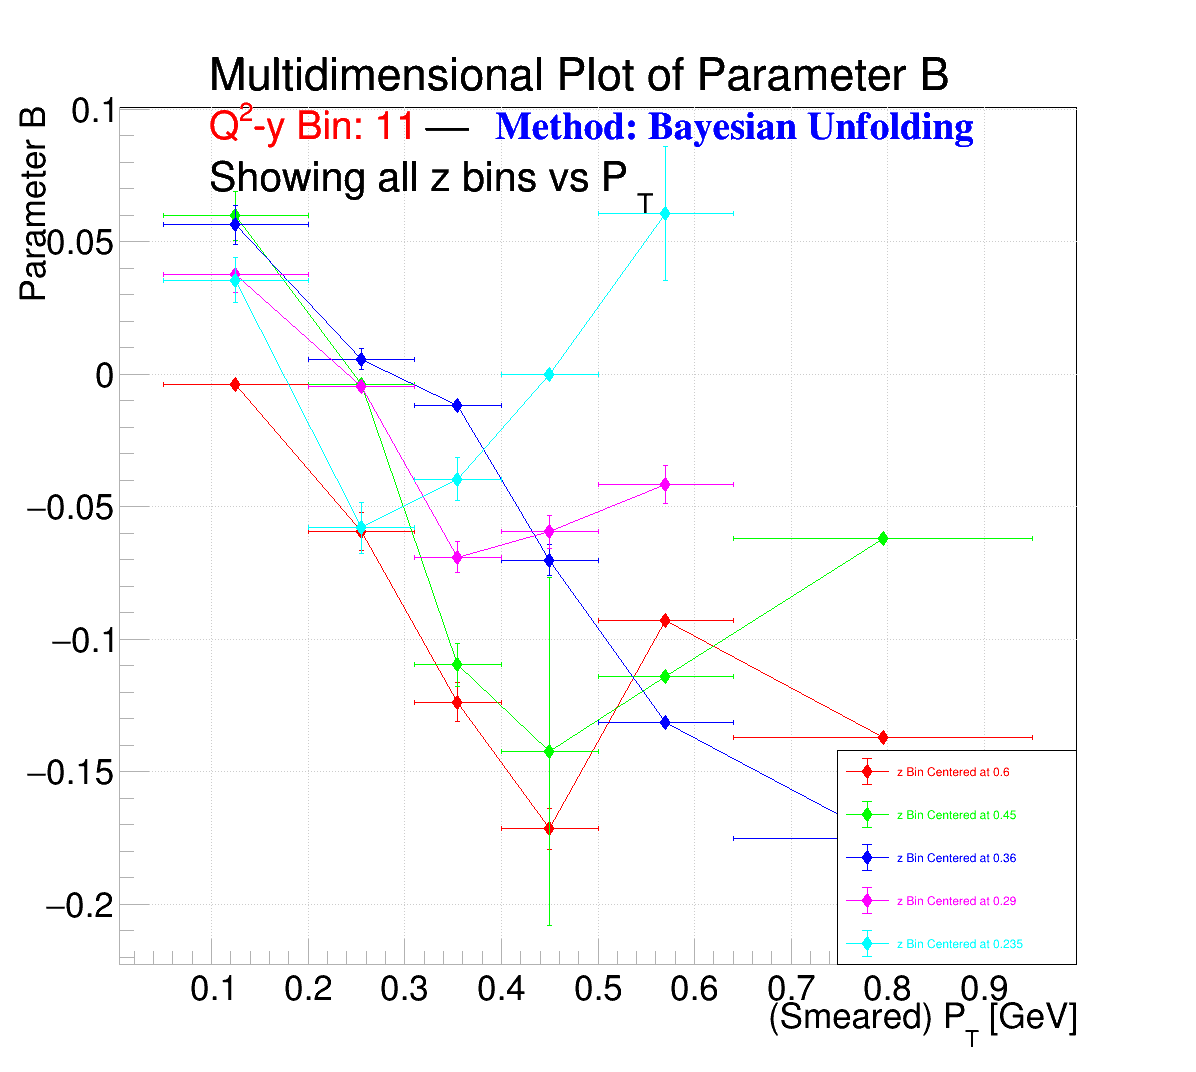 Multidimensional Plot of Parameter B
Q²-y Bin: 11 — Method: Bayesian Unfolding
Showing all z bins vs P_T
Parameter B
0.1
0.05
0
−0.05
−0.1
−0.15
−0.2
z Bin Centered at 0.6
z Bin Centered at 0.45
z Bin Centered at 0.36
z Bin Centered at 0.29
z Bin Centered at 0.235
0.1 0.2 0.3 0.4 0.5 0.6 0.7 0.8 0.9
(Smeared) P_T [GeV]